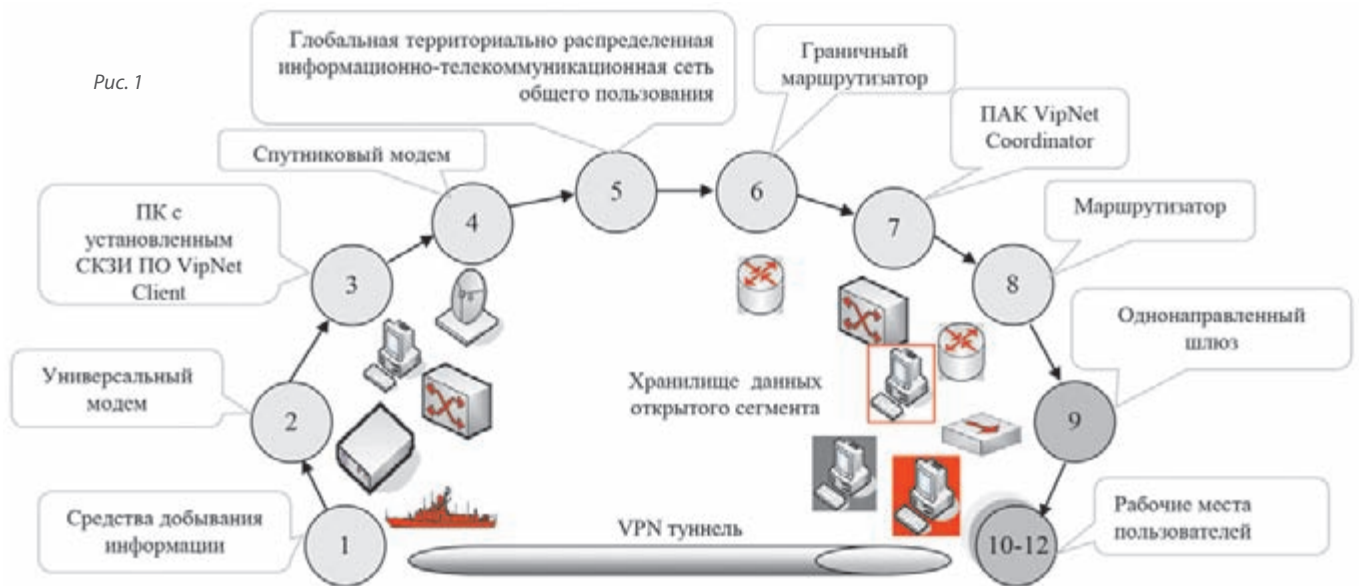 Рис. 1
Глобальная территориально распределенная
информационно-телекоммуникационная сеть
общего пользования
Граничный
маршрутизатор
ПАК VipNet
Coordinator
Спутниковый модем
Маршрутизатор
ПК с
установленным
СКЗИ ПО VipNet
Client
Однонаправленный
шлюз
Универсальный
модем
Хранилище данных
открытого сегмента
Средства добывания
информации
VPN туннель
Рабочие места
пользователей
1
2
3
4
5
6
7
8
9
10-12